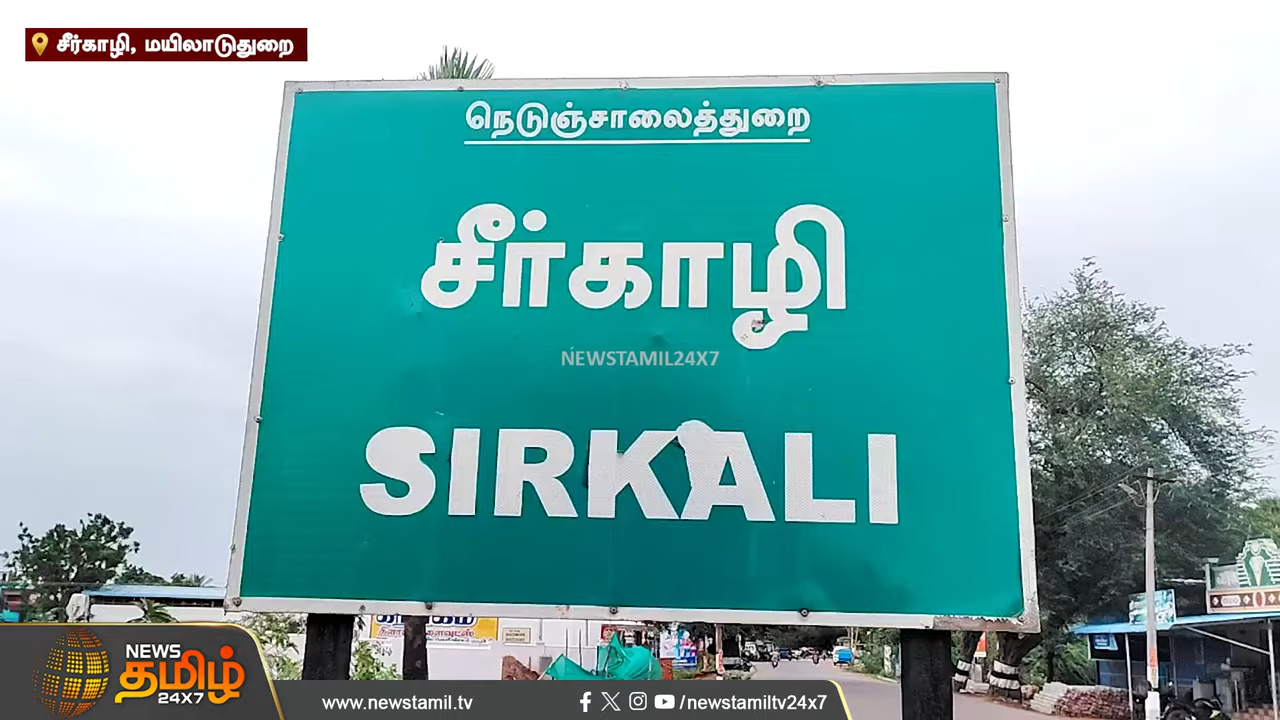 சீர்காழி, மயிலாடுதுறை
நெடுஞ்சாலைத்துறை
சீர்காழி
NEWSTAMIL24X7
SIRKALI
NEWS
தமிழ்
24X7
www.newstamil.tv
/newstamiltv24x7